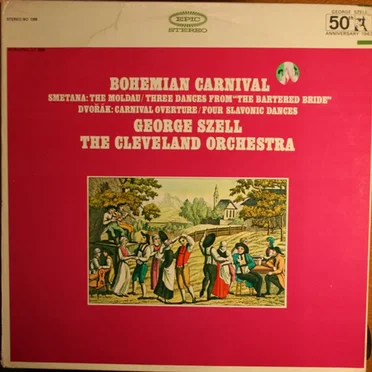 EPIC
STEREO
GEORGE SZELL
50TH
ANNIVERSARY
BOHEMIAN CARNIVAL
SMETANA: THE MOLDAU/THREE DANCES FROM "THE BARTERED BRIDE"
DVOŘÁK: CARNIVAL OVERTURE/FOUR SLAVONIC DANCES
GEORGE SZELL
THE CLEVELAND ORCHESTRA